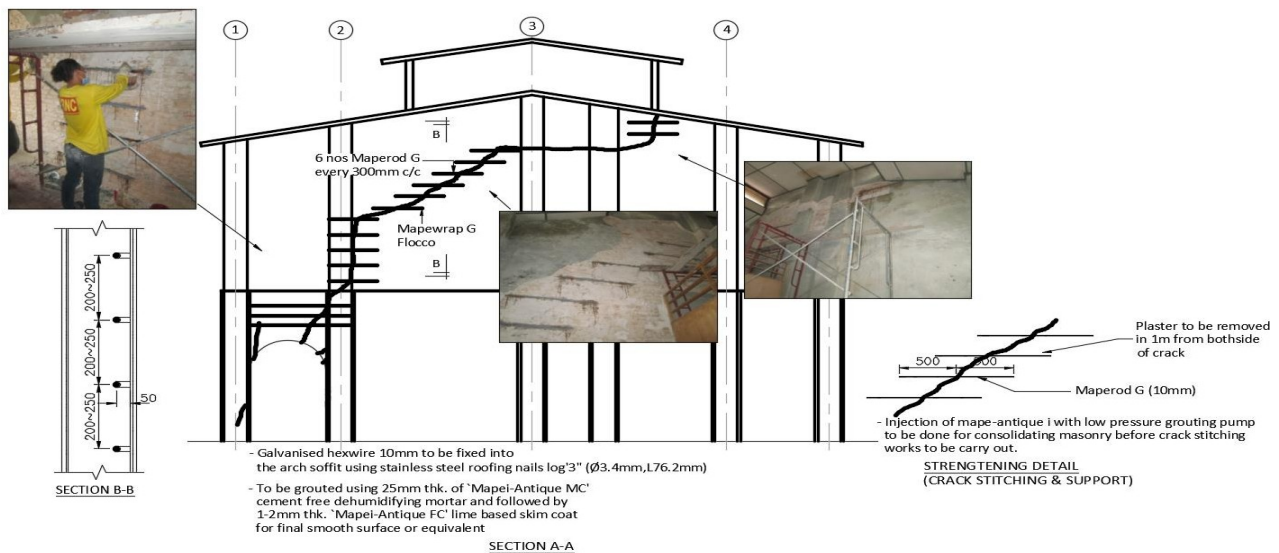 1
2
3
4
NC
B
6 nos Maperod G
every 300mm c/c
Mapewrap G
Flocco
B
200~250
200~250
200~250
50
SECTION B-B
Plaster to be removed
in 1m from bothside
of crack
500
500
Maperod G (10mm)
- Injection of mape-antique i with low pressure grouting pump
to be done for consolidating masonry before crack stitching
works to be carry out.
STRENGTENING DETAIL
(CRACK STITCHING & SUPPORT)
- Galvanised hexwire 10mm to be fixed into
the arch soffit using stainless steel roofing nails log'3" (Ø3.4mm,L76.2mm)
- To be grouted using 25mm thk. of `Mapei-Antique MC'
cement free dehumidifying mortar and followed by
1-2mm thk. `Mapei-Antique FC' lime based skim coat
for final smooth surface or equivalent
SECTION A-A